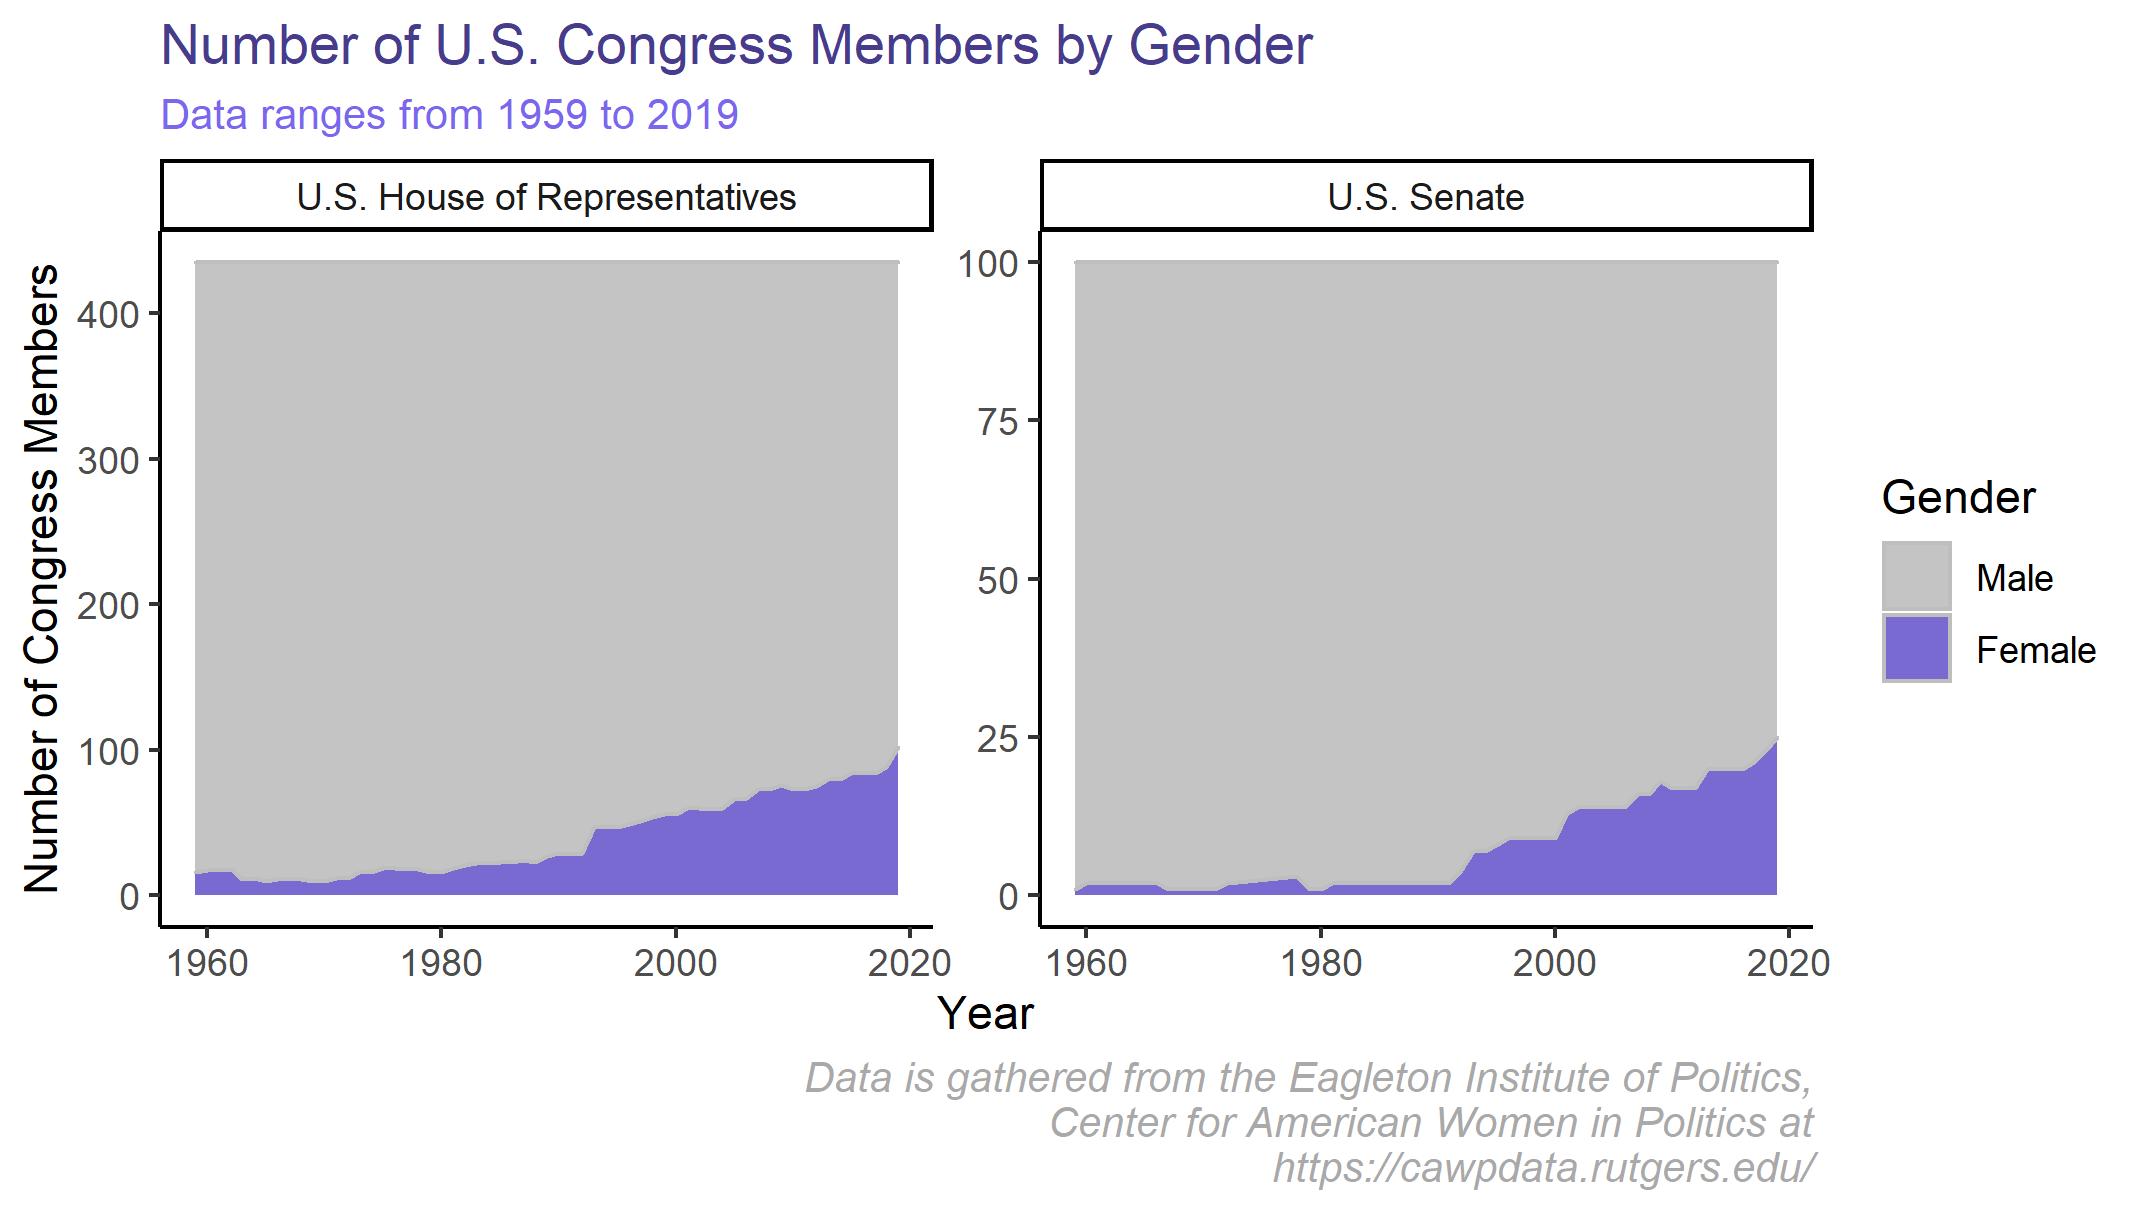 Number of U.S. Congress Members by Gender
Data ranges from 1959 to 2019
U.S. House of Representatives
U.S. Senate
Number of Congress Members
400
300
200
100
0
1960
1980
2000
2020
100
75
50
25
0
1960
1980
2000
2020
Year
Gender
Male
Female
Data is gathered from the Eagleton Institute of Politics,
Center for American Women in Politics at
https://cawpdata.rutgers.edu/